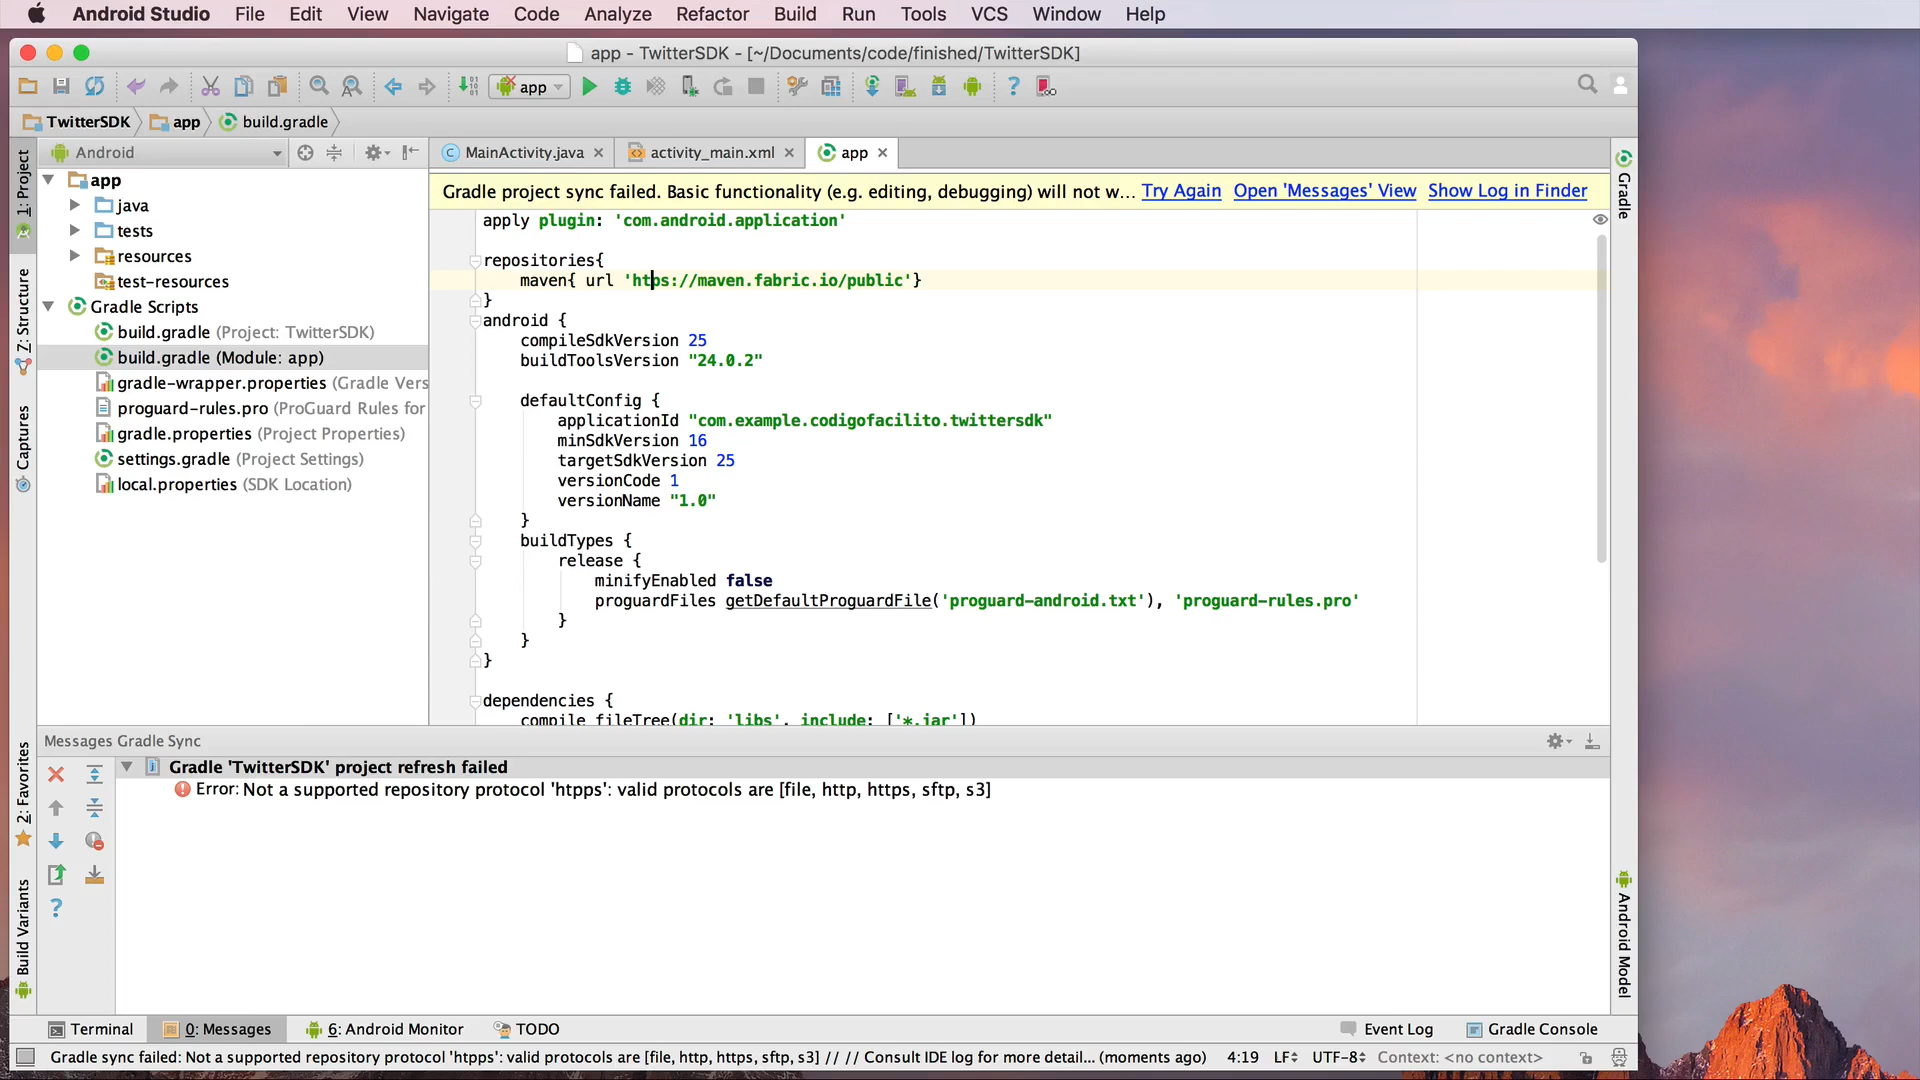 Android Studio File Edit View Navigate Code Analyze Refactor Build Run Tools VCS Window Help
app - TwitterSDK - [~/Documents/code/finished/TwitterSDK]
app
TwitterSDK app build.gradle
1: Project
Z: Structure
Captures
2: Favorites
Build Variants
Android
app
java
tests
resources
test-resources
Gradle Scripts
build.gradle (Project: TwitterSDK)
build.gradle (Module: app)
gradle-wrapper.properties (Gradle Vers
proguard-rules.pro (ProGuard Rules for
gradle.properties (Project Properties)
settings.gradle (Project Settings)
local.properties (SDK Location)
MainActivity.java activity_main.xml app
Gradle project sync failed. Basic functionality (e.g. editing, debugging) will not w... Try Again Open 'Messages' View Show Log in Finder
apply plugin: 'com.android.application'
repositories{
maven{ url 'htps://maven.fabric.io/public'}
}
android {
compileSdkVersion 25
buildToolsVersion "24.0.2"
defaultConfig {
applicationId "com.example.codigofacilito.twittersdk"
minSdkVersion 16
targetSdkVersion 25
versionCode 1
versionName "1.0"
}
buildTypes {
release {
minifyEnabled false
proguardFiles getDefaultProguardFile('proguard-android.txt'), 'proguard-rules.pro'
}
}
}
dependencies {
compile fileTree(dir: 'libs', include: ['*.jar'])
Gradle
Android Model
Messages Gradle Sync
Gradle 'TwitterSDK' project refresh failed
Error: Not a supported repository protocol 'htpps': valid protocols are [file, http, https, sftp, s3]
Terminal 0: Messages 6: Android Monitor TODO Event Log Gradle Console
Gradle sync failed: Not a supported repository protocol 'htpps': valid protocols are [file, http, https, sftp, s3] // // Consult IDE log for more detail... (moments ago) 4:19 LF UTF-8 Context: <no context>